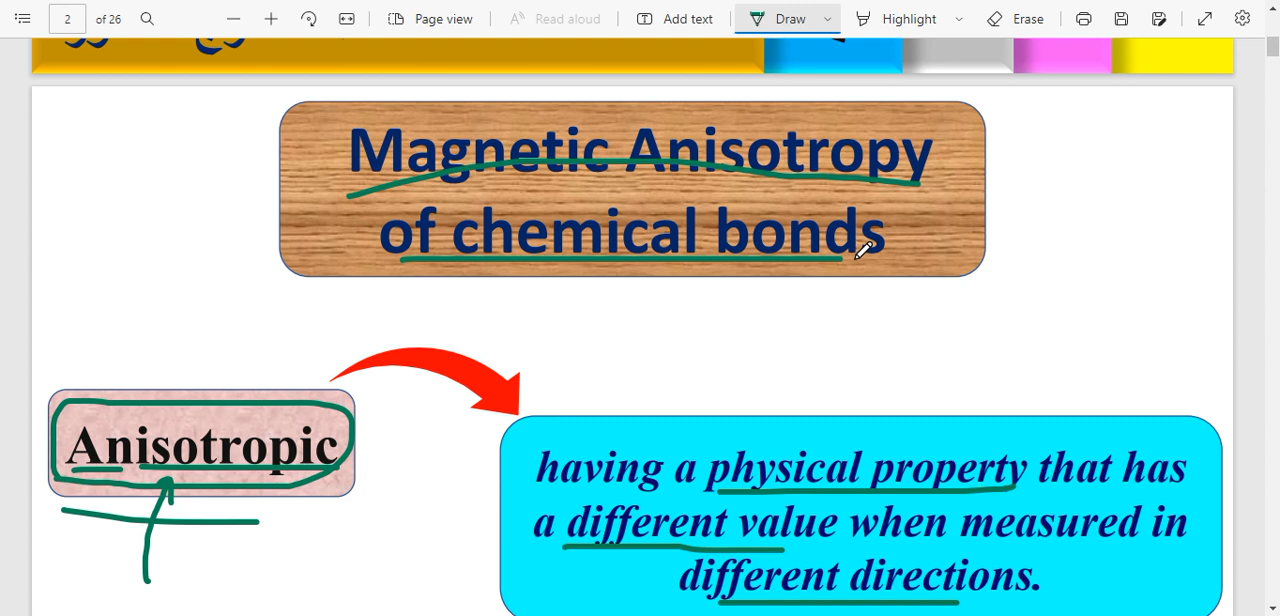 2 of 26 Page view Read aloud Add text Draw Highlight Erase
Magnetic Anisotropy
of chemical bonds
Anisotropic
having a physical property that has
a different value when measured in
different directions.